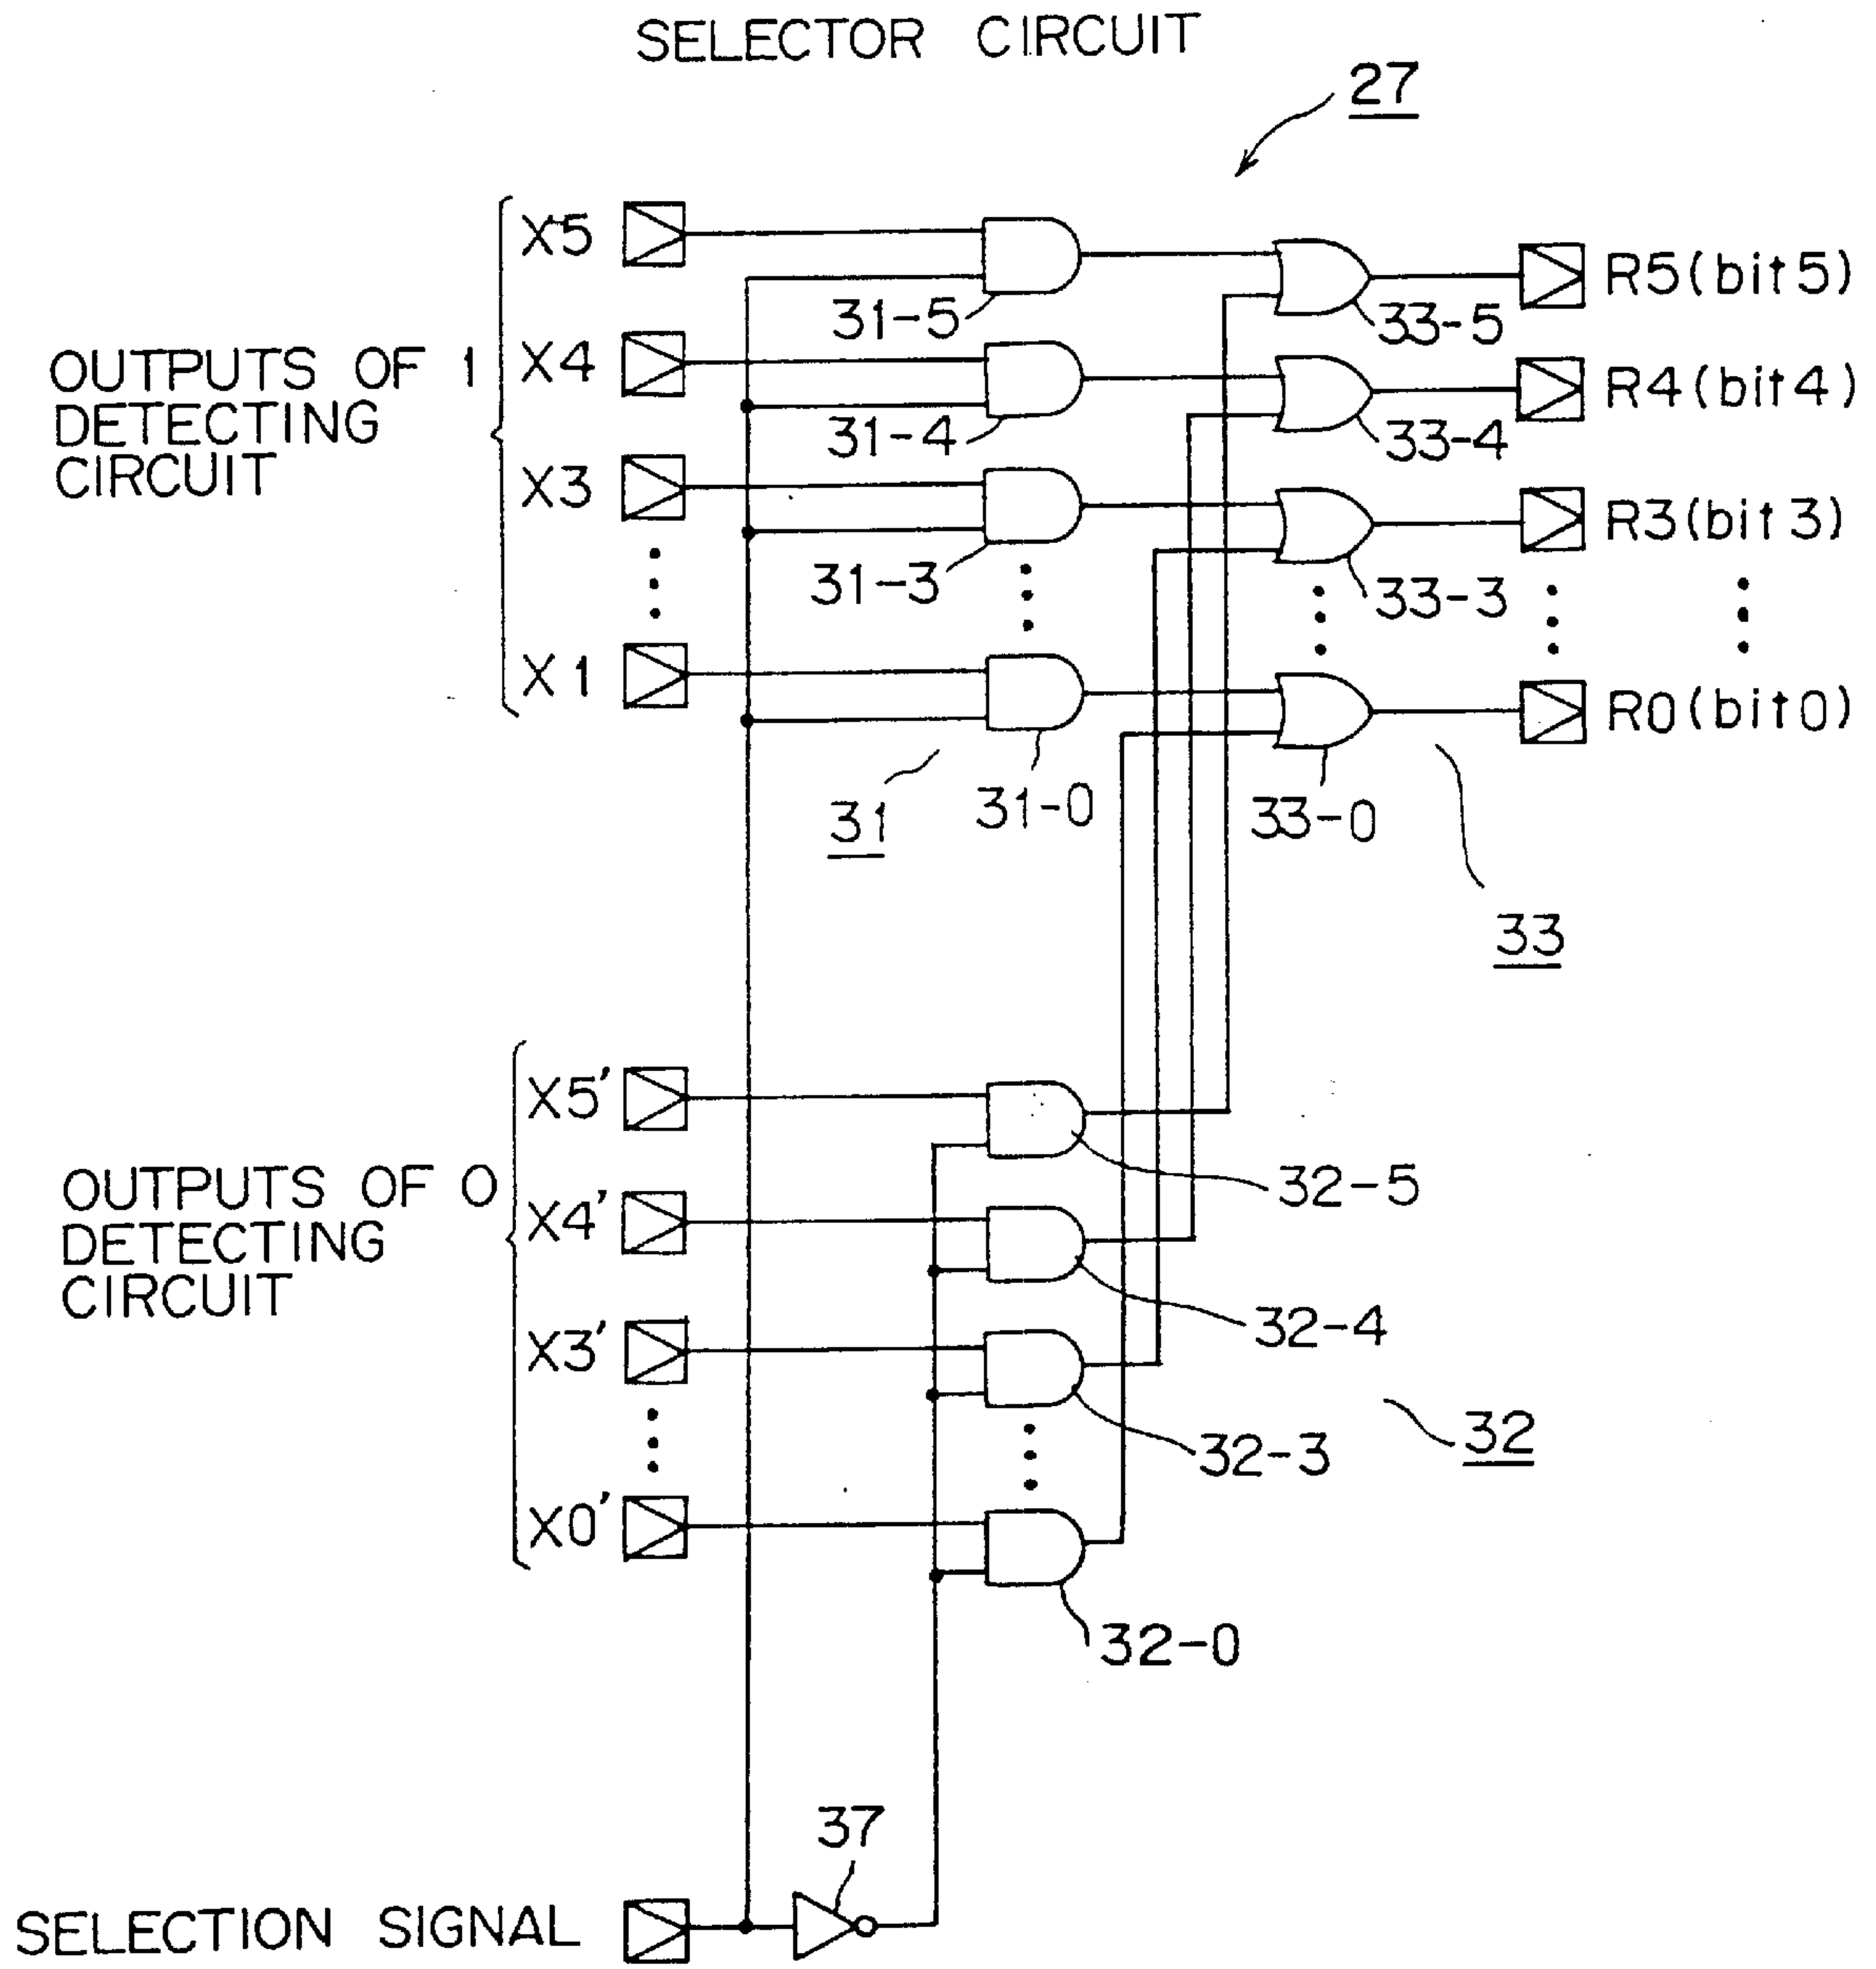 SELECTOR CIRCUIT
27
X5
31-5
33-5
R5(bit5)
OUTPUTS OF 1
DETECTING
CIRCUIT
X4
31-4
33-4
R4(bit4)
X3
31-3
33-3
R3(bit3)
X1
31
31-0
33-0
R0(bit0)
33
OUTPUTS OF 0
DETECTING
CIRCUIT
X5'
32-5
X4'
32-4
X3'
32-3
32
X0'
32-0
37
SELECTION SIGNAL